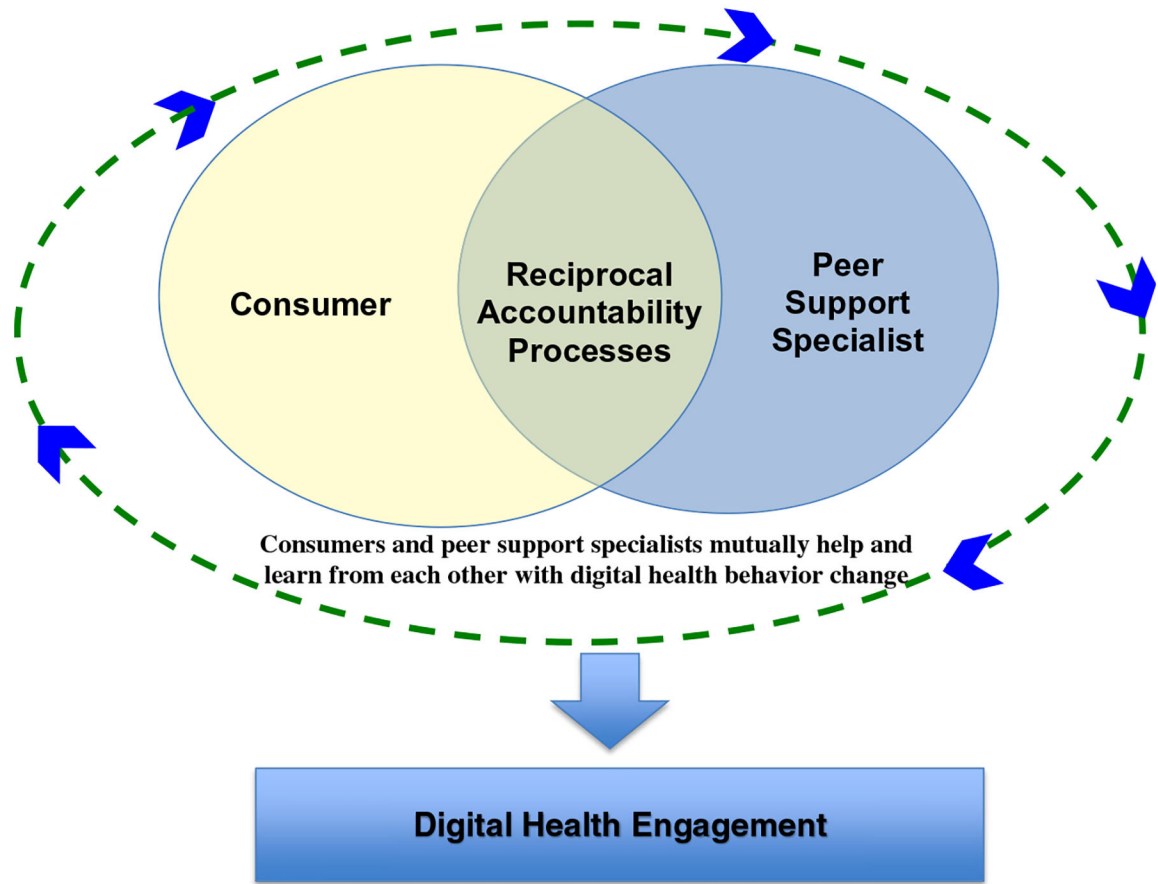 Consumer
Reciprocal
Accountability
Processes
Peer
Support
Specialist
Consumers and peer support specialists mutually help and
learn from each other with digital health behavior change
Digital Health Engagement